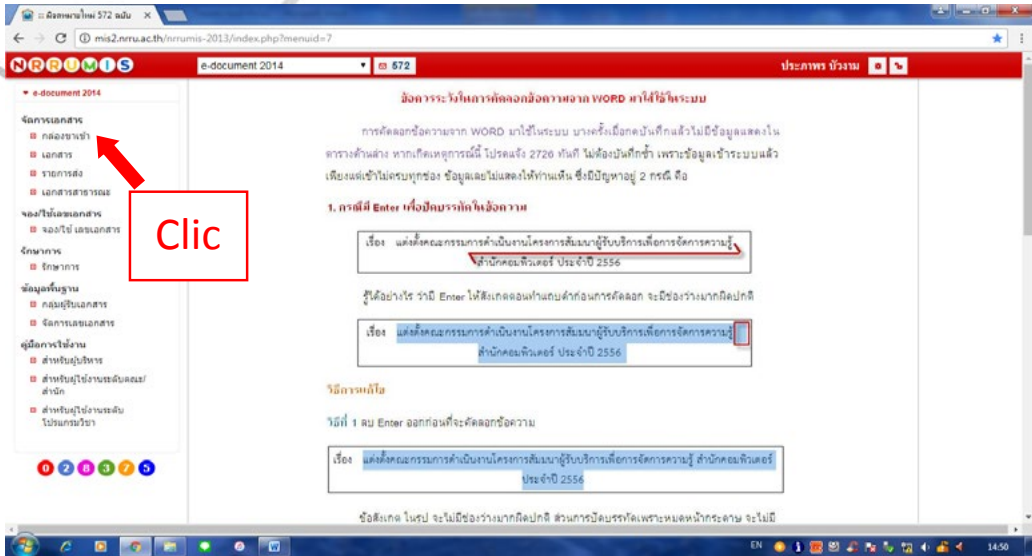 :: มีเอกสารใหม่ 572 ฉบับ
mis2.nrru.ac.th/nrrumis-2013/index.php?menuid=7
NRRUMIS
e-document 2014
572
ประภาพร บัวงาม
e-document 2014
จัดการเอกสาร
กล่องขาเข้า
เอกสาร
รายการส่ง
เอกสารสาธารณะ
จอง/ใช้เลขเอกสาร
จอง/ใช้ เลขเอกสาร
รักษาการ
รักษาการ
ข้อมูลพื้นฐาน
กลุ่มผู้รับเอกสาร
จัดการเลขเอกสาร
คู่มือการใช้งาน
สำหรับผู้บริหาร
สำหรับผู้ใช้งานระดับคณะ/
สำนัก
สำหรับผู้ใช้งานระดับ
โปรแกรมวิชา
028375
Clic
ข้อควรระวังในการคัดลอกข้อความจาก WORD มาใส่ใช้ในระบบ
การคัดลอกข้อความจาก WORD มาใช้ในระบบ บางครั้งเมื่อกดบันทึกแล้วไม่มีข้อมูลแสดงใน
ตารางด้านล่าง หากเกิดเหตุการณ์นี้ โปรดแจ้ง 2726 ทันที ไม่ต้องบันทึกซ้ำ เพราะข้อมูลเข้าระบบแล้ว
เพียงแต่เข้าไม่ครบทุกช่อง ข้อมูลเลยไม่แสดงให้ท่านเห็น ซึ่งมีปัญหาอยู่ 2 กรณี คือ
1. กรณีมี Enter เพื่อปัดบรรทัดในข้อความ
เรื่อง แต่งตั้งคณะกรรมการดำเนินงานโครงการสัมมนาผู้รับบริการเพื่อการจัดการความรู้
สำนักคอมพิวเตอร์ ประจำปี 2556
รู้ได้อย่างไร ว่ามี Enter ให้สังเกตตอนทำแถบดำก่อนการคัดลอก จะมีช่องว่างมากผิดปกติ
เรื่อง แต่งตั้งคณะกรรมการดำเนินงานโครงการสัมมนาผู้รับบริการเพื่อการจัดการความรู้
สำนักคอมพิวเตอร์ ประจำปี 2556
วิธีการแก้ไข
วิธีที่ 1 ลบ Enter ออกก่อนที่จะคัดลอกข้อความ
เรื่อง แต่งตั้งคณะกรรมการดำเนินงานโครงการสัมมนาผู้รับบริการเพื่อการจัดการความรู้ สำนักคอมพิวเตอร์
ประจำปี 2556
ข้อสังเกต ในรูป จะไม่มีช่องว่างมากผิดปกติ ส่วนการปัดบรรทัดเพราะหมดหน้ากระดาษ จะไม่มี
EN
14:50